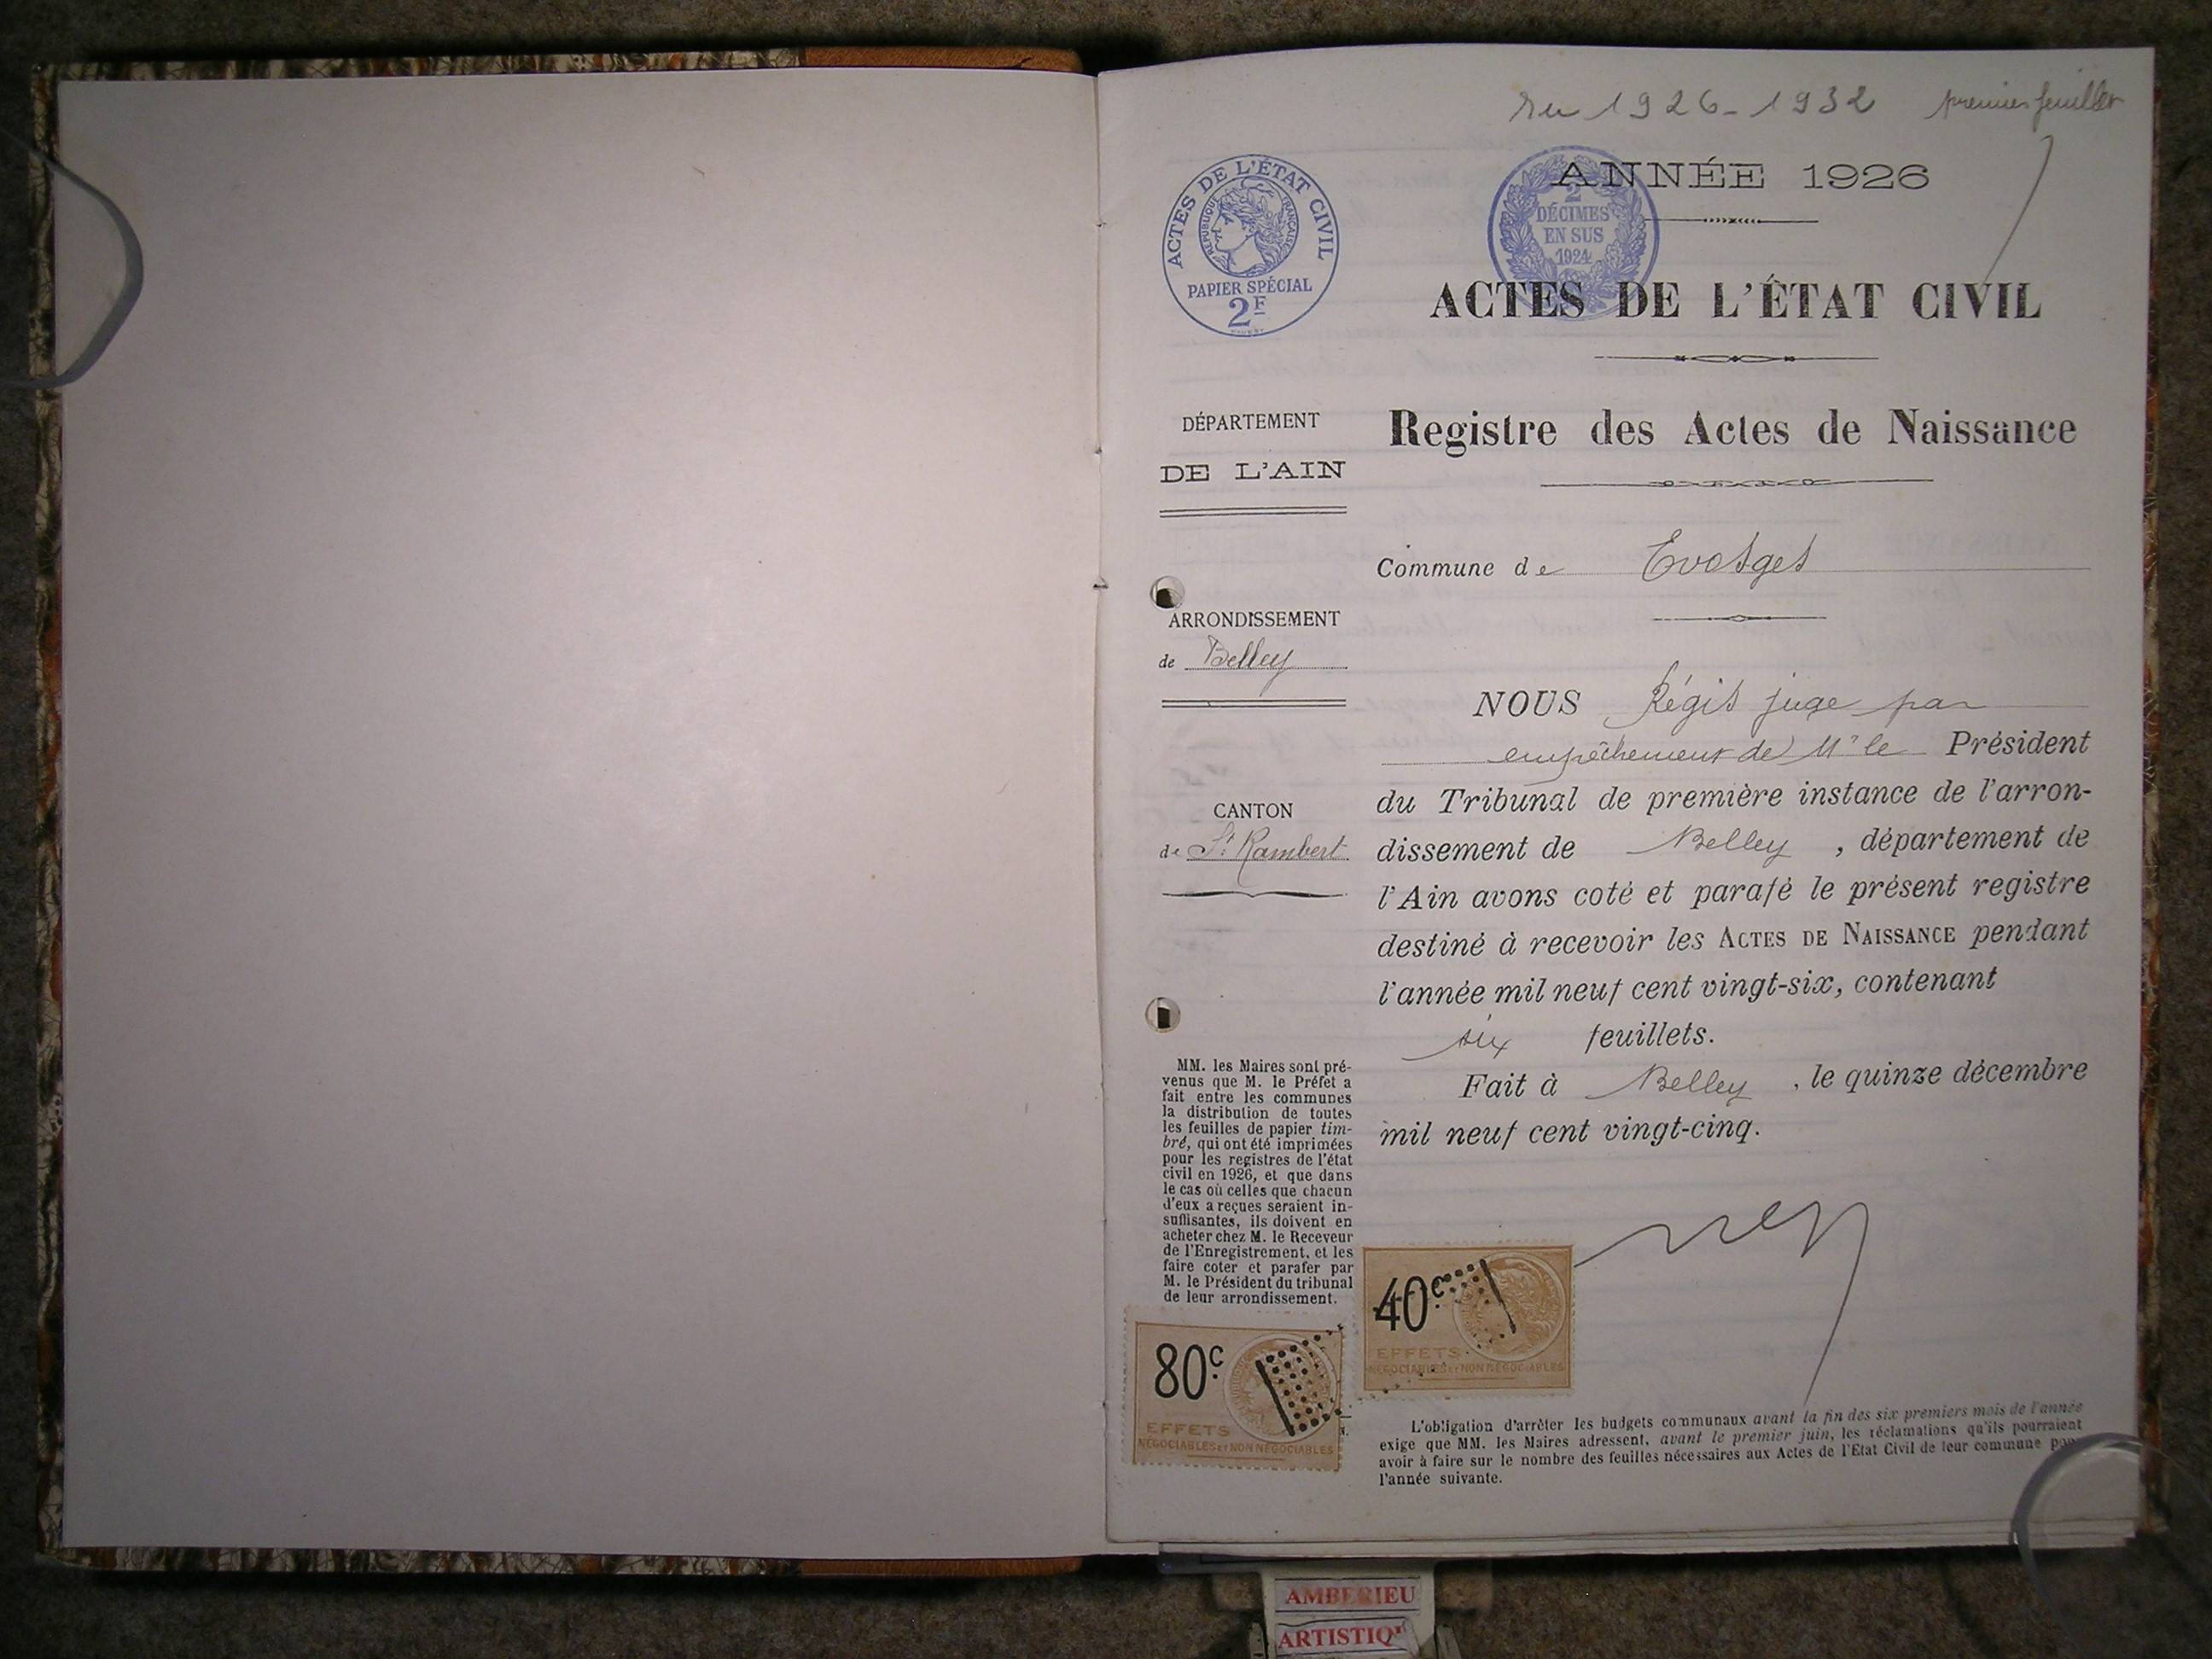 1926-1932 premier feuillet
ANNÉE 1926
ACTES DE L'ÉTAT CIVIL
RÉPUBLIQUE FRANÇAISE
PAPIER SPÉCIAL
2F
2
DÉCIMES
EN SUS
1924
ACTES DE L'ÉTAT CIVIL
Registre des Actes de Naissance
DÉPARTEMENT
DE L'AIN
ARRONDISSEMENT
de Belley
CANTON
de St Rambert
MM. les Maires sont pré-
venus que M. le Préfet a
fait entre les communes
la distribution de toutes
les feuilles de papier tim-
bré, qui ont été imprimées
pour les registres de l'état
civil en 1926, et que dans
le cas où celles que chacun
d'eux a reçues seraient in-
suffisantes, ils doivent en
acheter chez M. le Receveur
de l'Enregistrement, et les
faire coter et parafer par
M. le Président du tribunal
de leur arrondissement.
Commune de Evosges
NOUS Régis juge par
empêchement de Mr le Président
du Tribunal de première instance de l'arron-
dissement de Belley, département de
l'Ain avons coté et parafé le présent registre
destiné à recevoir les ACTES DE NAISSANCE pendant
l'année mil neuf cent vingt-six, contenant
six feuillets.
Fait à Belley, le quinze décembre
mil neuf cent vingt-cinq.
40c
EFFETS
NÉGOCIABLES ET NON NÉGOCIABLES
80c
EFFETS
NÉGOCIABLES ET NON NÉGOCIABLES
L'obligation d'arrêter les budgets communaux avant la fin des six premiers mois de l'année
exige que MM. les Maires adressent, avant le premier juin, les réclamations qu'ils pourraient
avoir à faire sur le nombre des feuilles nécessaires aux Actes de l'Etat Civil de leur commune pour
l'année suivante.
AMBERIEU
ARTISTIQ